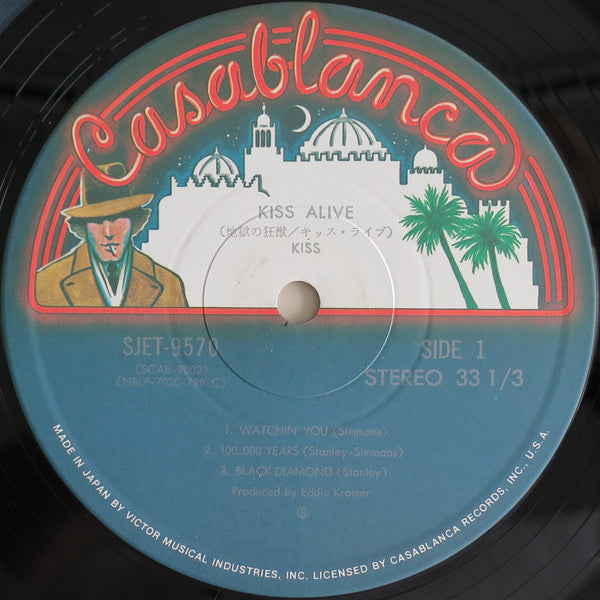 Casablanca
KISS ALIVE
(地獄の狂獣/キッス・ライブ)
KISS
SJET-9570
SIDE 1
(SCAB-9002)
(NBLP-7020-798-C)
STEREO 33 1/3
1. WATCHIN' YOU (Simmons)
2. 100,000 YEARS (Stanley-Simmons)
3. BLACK DIAMOND (Stanley)
Produced by Eddie Kramer
③
MADE IN JAPAN BY VICTOR MUSICAL INDUSTRIES, INC. LICENSED BY CASABLANCA RECORDS, INC., U.S.A.